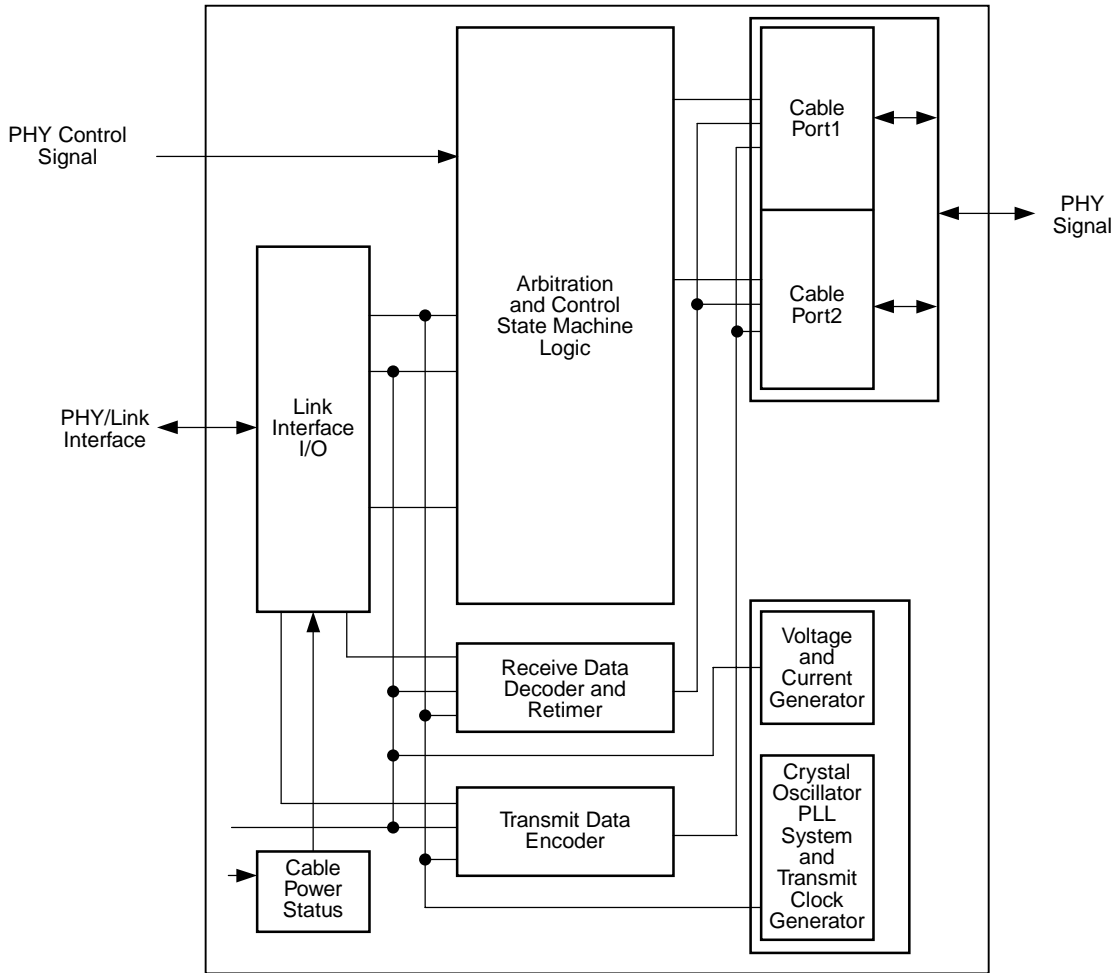 PHY Control
Signal
PHY/Link
Interface
Link
Interface
I/O
Cable
Power
Status
Arbitration
and Control
State Machine
Logic
Receive Data
Decoder and
Retimer
Transmit Data
Encoder
Cable
Port1
Cable
Port2
PHY
Signal
Voltage
and
Current
Generator
Crystal
Oscillator
PLL
System
and
Transmit
Clock
Generator